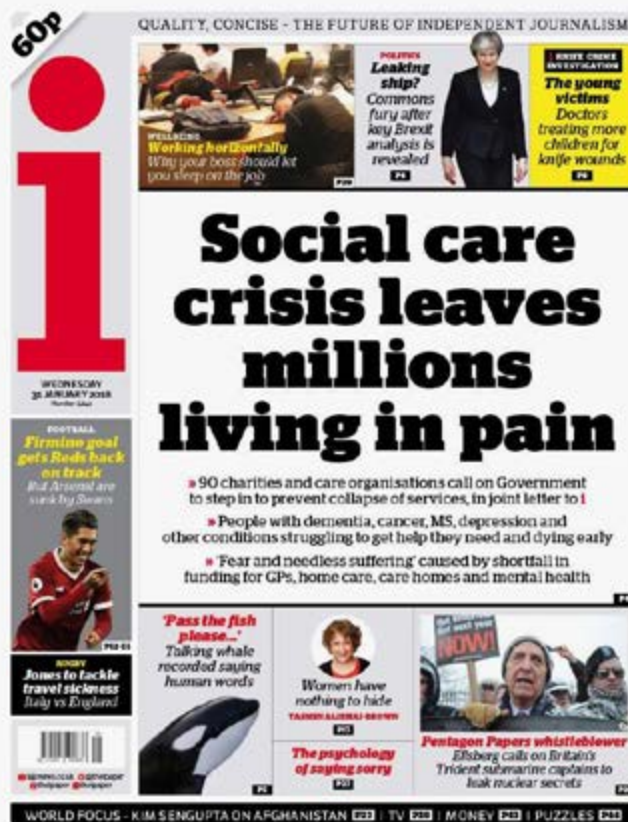 60p
i
QUALITY, CONCISE - THE FUTURE OF INDEPENDENT JOURNALISM
WELLBEING
Working horizontally
Why your boss should let
you sleep on the job
POLITICS
Leaking
ship?
Commons
fury after
key Brexit
analysis is
revealed
KNIFE CRIME
INVESTIGATION
The young
victims
Doctors
treating more
children for
knife wounds
Social care
crisis leaves
millions
living in pain
» 90 charities and care organisations call on Government
to step in to prevent collapse of services, in joint letter to i
» People with dementia, cancer, MS, depression and
other conditions struggling to get help they need and dying early
» 'Fear and needless suffering' caused by shortfall in
funding for GPs, home care, care homes and mental health
WEDNESDAY
31 JANUARY 2018
FOOTBALL
Firmino goal
gets Reds back
on track
But Arsenal are
sunk by Swans
RUGBY
Jones to tackle
travel sickness
Italy vs England
'Pass the fish
please...'
Talking whale
recorded saying
human words
Women have
nothing to hide
YASMIN ALIBHAI-BROWN
The psychology
of saying sorry
NOW!
Pentagon Papers whistleblower
Ellsberg calls on Britain's
Trident submarine captains to
leak nuclear secrets
WORLD FOCUS - KIM SENGUPTA ON AFGHANISTAN | TV | MONEY | PUZZLES